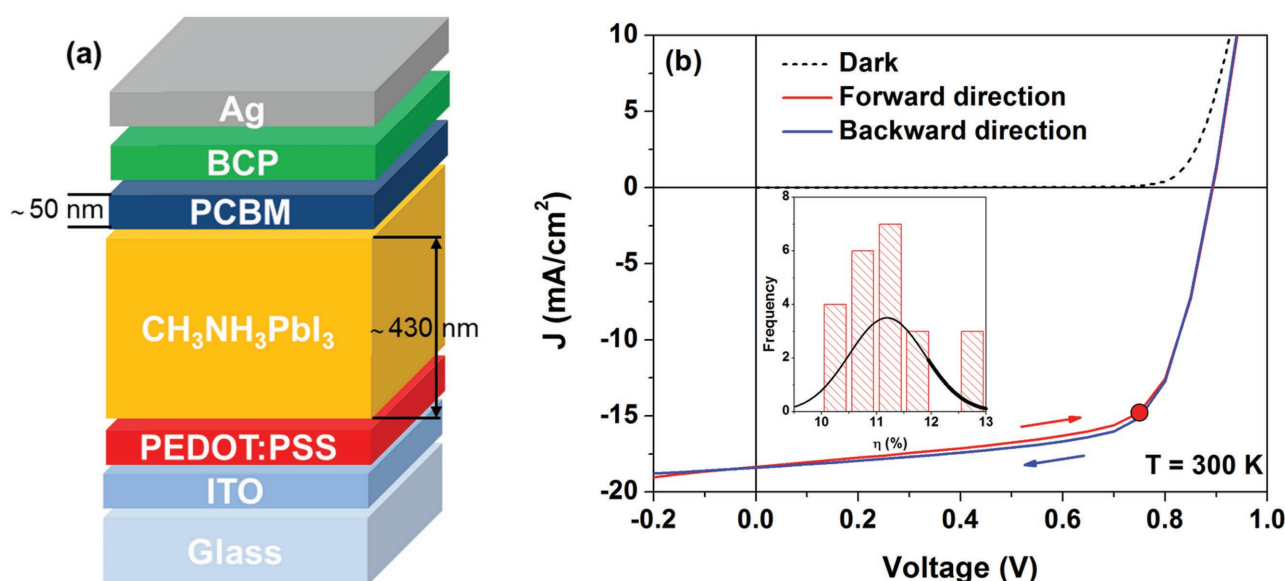 (a)
Ag
BCP
PCBM
~ 50 nm
CH₃NH₃PbI₃
~ 430 nm
PEDOT:PSS
ITO
Glass
(b)
Dark
Forward direction
Backward direction
J (mA/cm²)
10
5
0
-5
-10
-15
-20
-0.2
0.0
0.2
0.4
0.6
0.8
1.0
Voltage (V)
T = 300 K
Frequency
8
6
4
2
0
10
11
12
13
η (%)